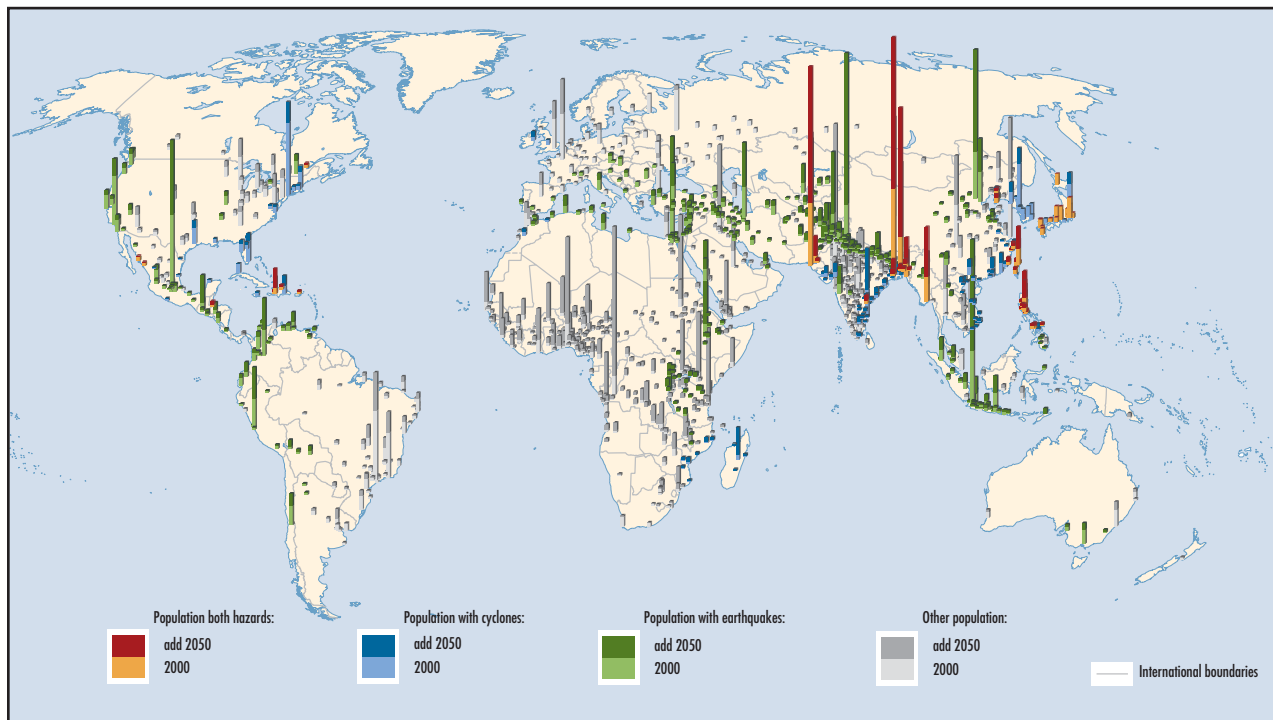 Population both hazards:
add 2050
2000
Population with cyclones:
add 2050
2000
Population with earthquakes:
add 2050
2000
Other population:
add 2050
2000
International boundaries